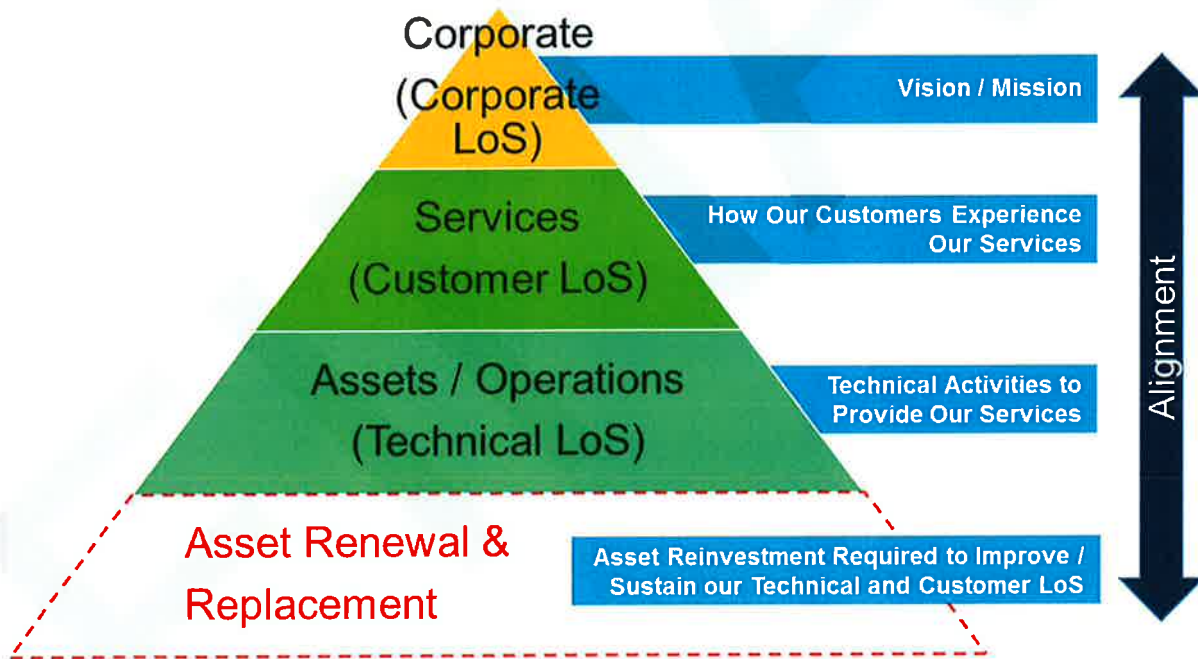 Corporate
(Corporate
LoS)
Vision / Mission
Services
(Customer LoS)
How Our Customers Experience
Our Services
Assets / Operations
(Technical LoS)
Technical Activities to
Provide Our Services
Asset Renewal &
Replacement
Asset Reinvestment Required to Improve /
Sustain our Technical and Customer LoS
Alignment